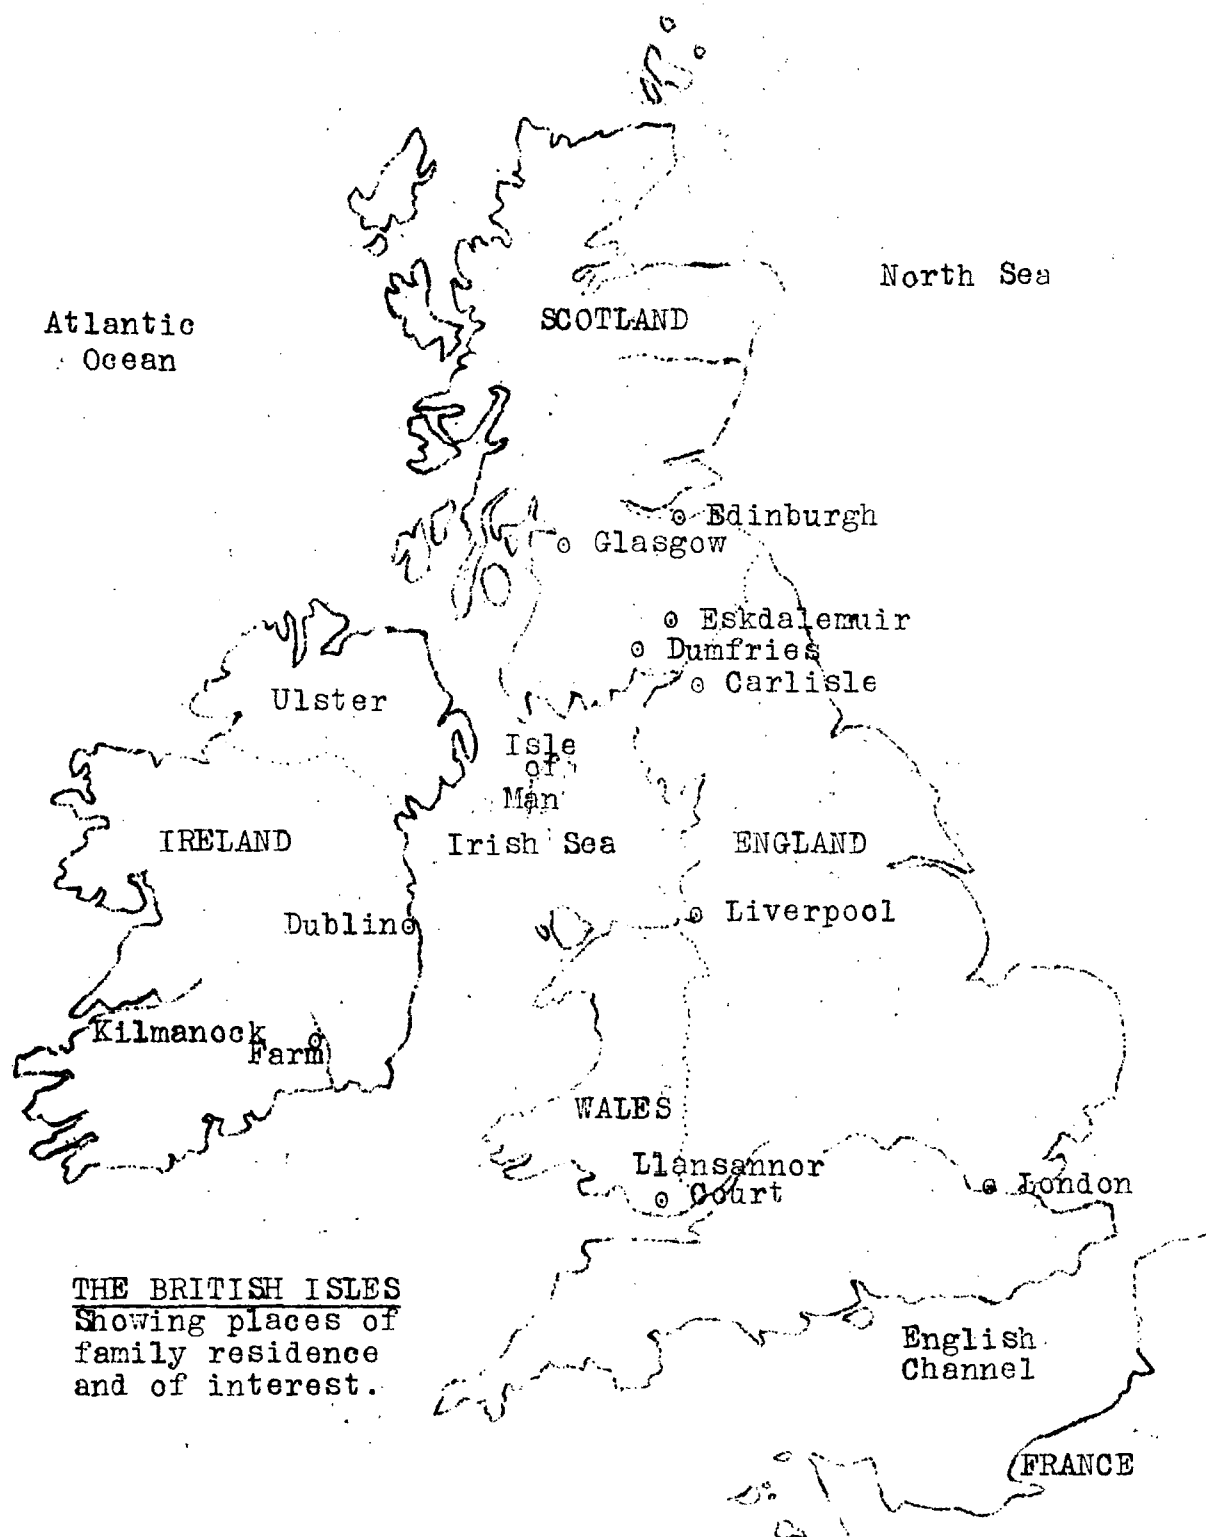 North Sea
SCOTLAND
Atlantic
Ocean
Edinburgh
Glasgow
Eskdalemuir
Dumfries
Carlisle
Ulster
Isle
of
Man
IRELAND
Irish Sea
ENGLAND
Dublin
Liverpool
Kilmanock
Farm
WALES
Llansannor
Court
London
THE BRITISH ISLES
Showing places of
family residence
and of interest.
English
Channel
FRANCE